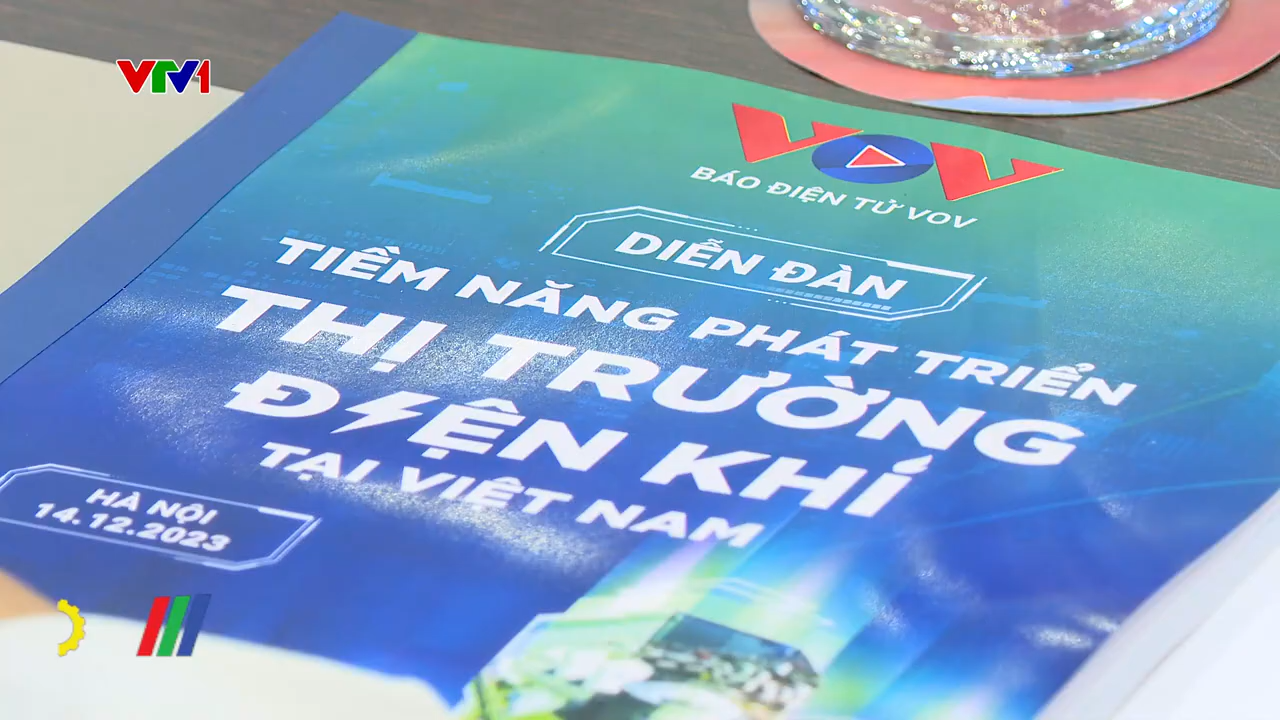 VTV1
VOV
BÁO ĐIỆN TỬ VOV
DIỄN ĐÀN
TIỀM NĂNG PHÁT TRIỂN
THỊ TRƯỜNG
ĐIỆN KHÍ
TẠI VIỆT NAM
HÀ NỘI
14.12.2023